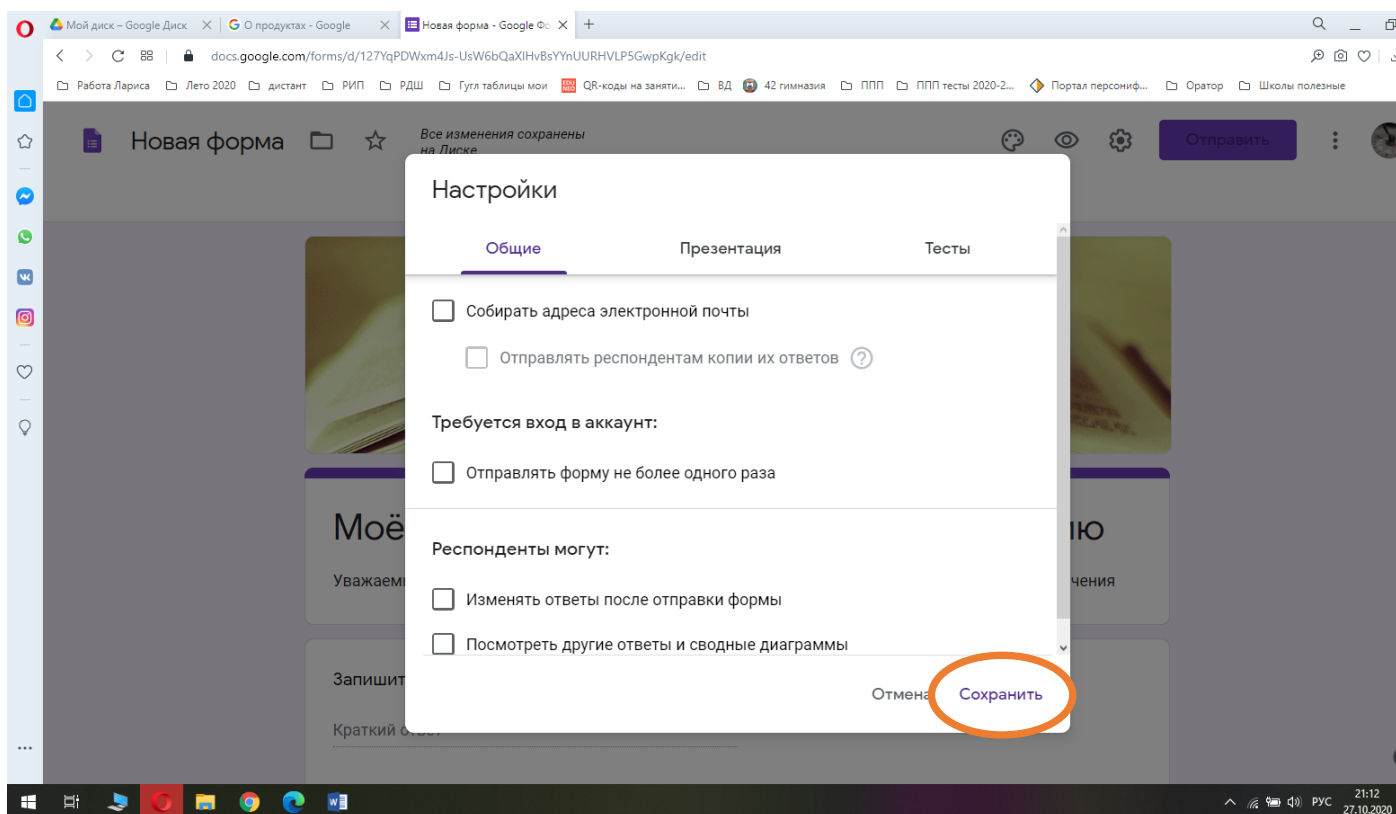 Мой диск – Google Диск
О продуктах - Google
Новая форма - Google Фо
docs.google.com/forms/d/127YqPDWxm4Js-UsW6bQaXIHvBsYYnUURHVLP5GwpKgk/edit
Работа Лариса Лето 2020 дистант РИП РДШ Гугл таблицы мои QR-коды на заняти... ВД 42 гимназия ППП ППП тесты 2020-2... Портал персониф... Оратор Школы полезные
Новая форма
Все изменения сохранены
на Диске
Отправить
Настройки
Общие Презентация Тесты
Собирать адреса электронной почты
Отправлять респондентам копии их ответов
Требуется вход в аккаунт:
Отправлять форму не более одного раза
Моё
ию
Респонденты могут:
Уважаемы
чения
Изменять ответы после отправки формы
Посмотреть другие ответы и сводные диаграммы
Запишит
Отмена Сохранить
Краткий ответ
РУС
21:12
27.10.2020